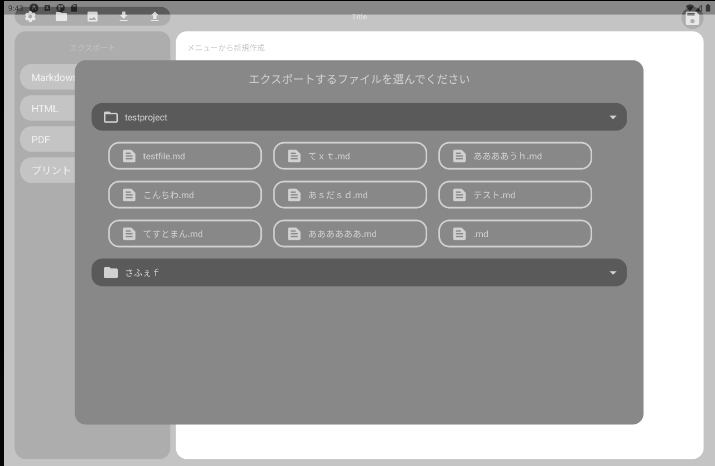 9:43
Title
エクスポート
メニューから新規作成
エクスポートするファイルを選んでください
Markdown
testproject
HTML
testfile.md
てｘｔ.md
ああああうｈ.md
PDF
こんちわ.md
あｓだｓｄ.md
テスト.md
プリント
てすとまん.md
ああああああ.md
.md
さふぇｆ